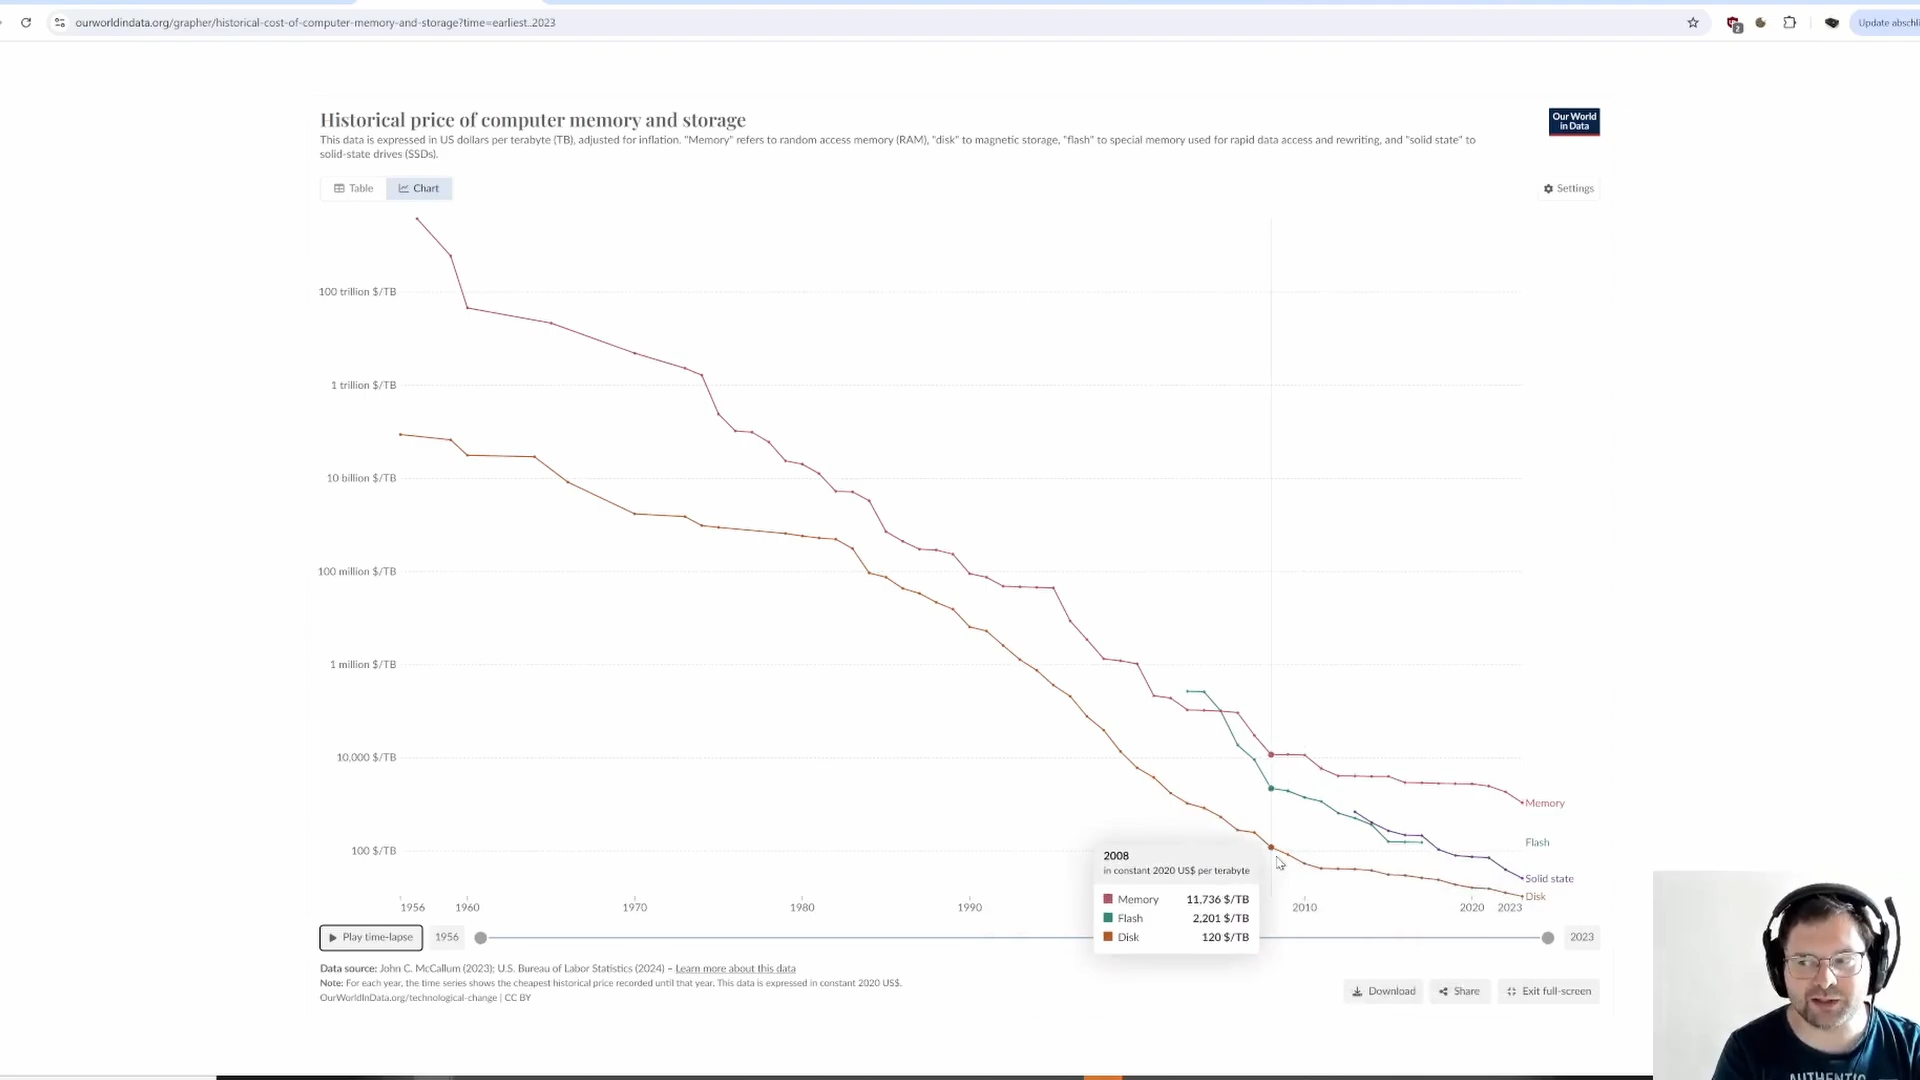 ourworldindata.org/grapher/historical-cost-of-computer-memory-and-storage?time=earliest..2023
2
Update abschli
Historical price of computer memory and storage
This data is expressed in US dollars per terabyte (TB), adjusted for inflation. "Memory" refers to random access memory (RAM), "disk" to magnetic storage, "flash" to special memory used for rapid data access and rewriting, and "solid state" to
solid-state drives (SSDs).
Our World
in Data
Table
Chart
Settings
100 trillion $/TB
1 trillion $/TB
10 billion $/TB
100 million $/TB
1 million $/TB
10,000 $/TB
100 $/TB
Memory
Flash
Solid state
Disk
2008
in constant 2020 US$ per terabyte
Memory 11,736 $/TB
Flash 2,201 $/TB
Disk 120 $/TB
1956 1960 1970 1980 1990 2010 2020 2023
Play time-lapse 1956 2023
Data source: John C. McCallum (2023); U.S. Bureau of Labor Statistics (2024) – Learn more about this data
Note: For each year, the time series shows the cheapest historical price recorded until that year. This data is expressed in constant 2020 US$.
OurWorldInData.org/technological-change | CC BY
Download
Share
Exit full-screen
AUTHENTIC